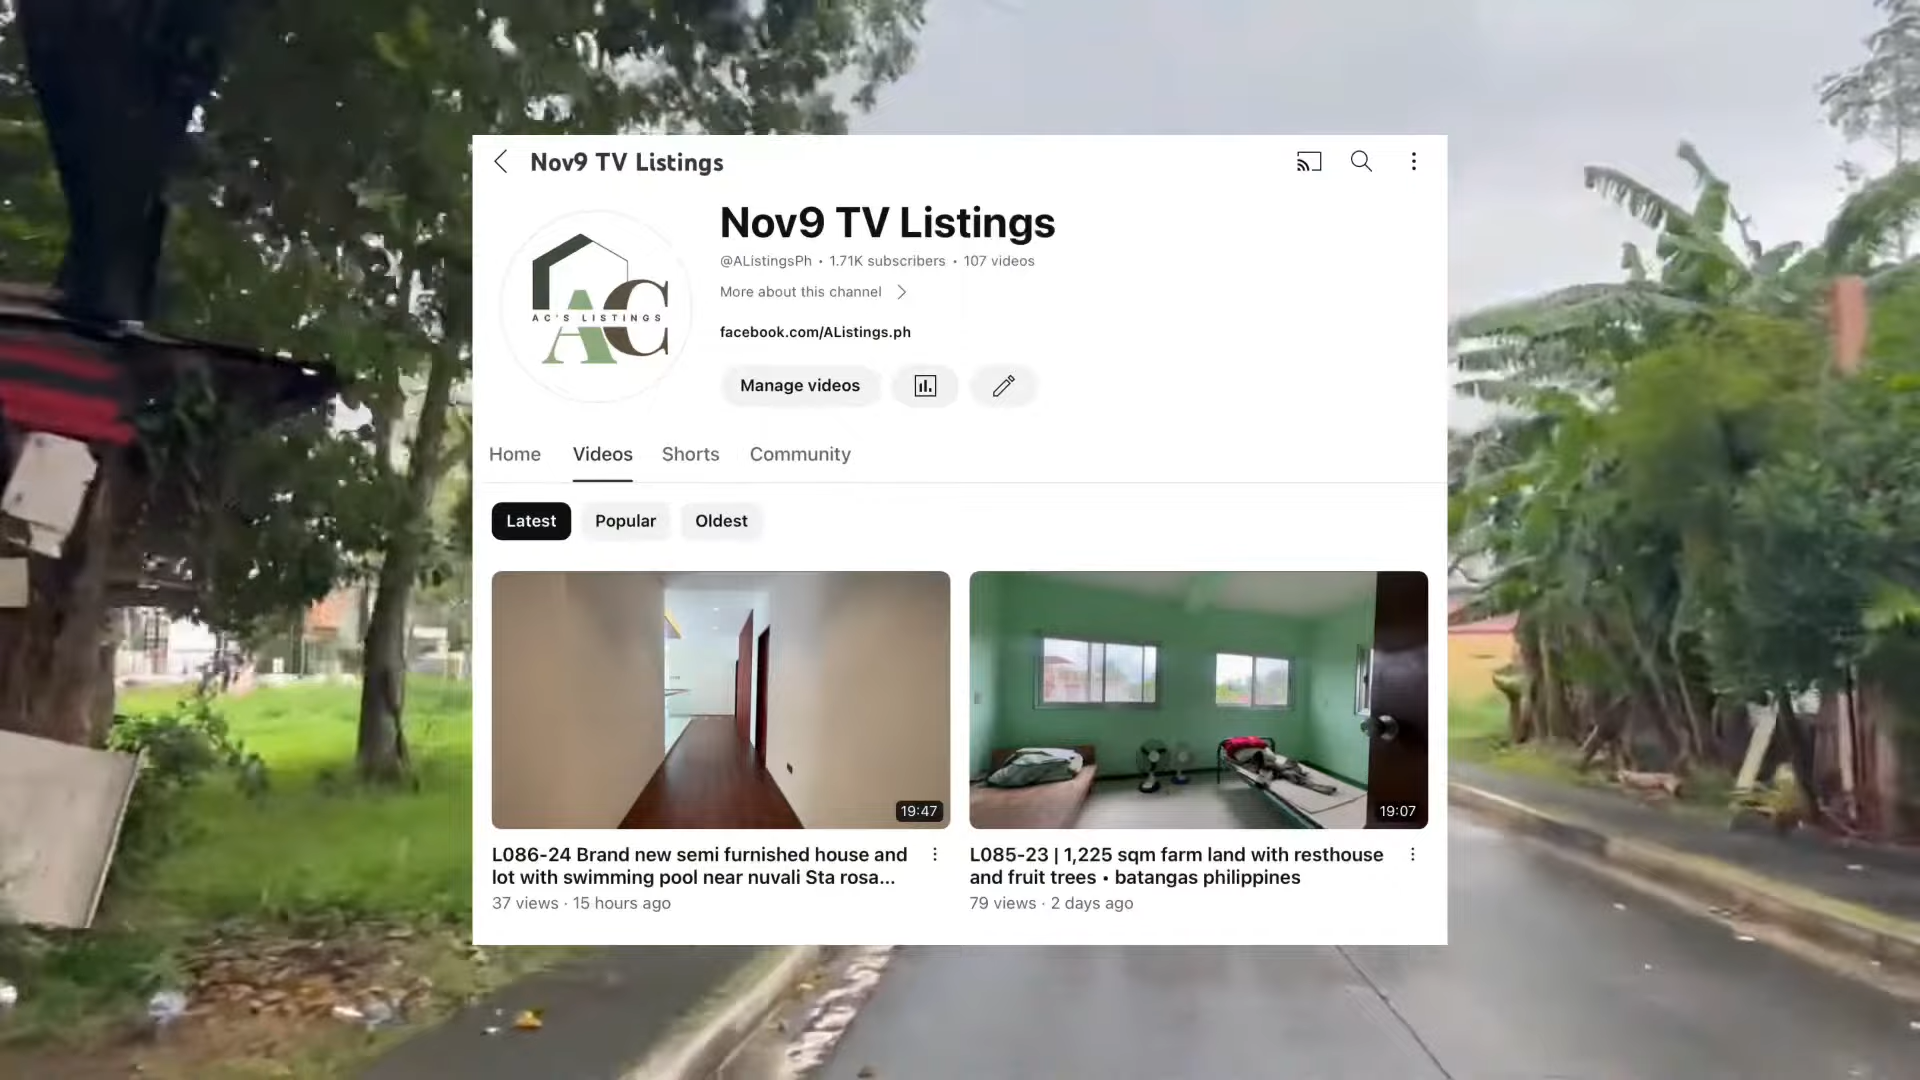 Nov9 TV Listings
Nov9 TV Listings
@AListingsPh • 1.71K subscribers • 107 videos
More about this channel
facebook.com/AListings.ph
AC'S LISTINGS
AC
Manage videos
Home Videos Shorts Community
Latest Popular Oldest
19:47
19:07
L086-24 Brand new semi furnished house and
lot with swimming pool near nuvali Sta rosa...
37 views · 15 hours ago
L085-23 | 1,225 sqm farm land with resthouse
and fruit trees • batangas philippines
79 views · 2 days ago